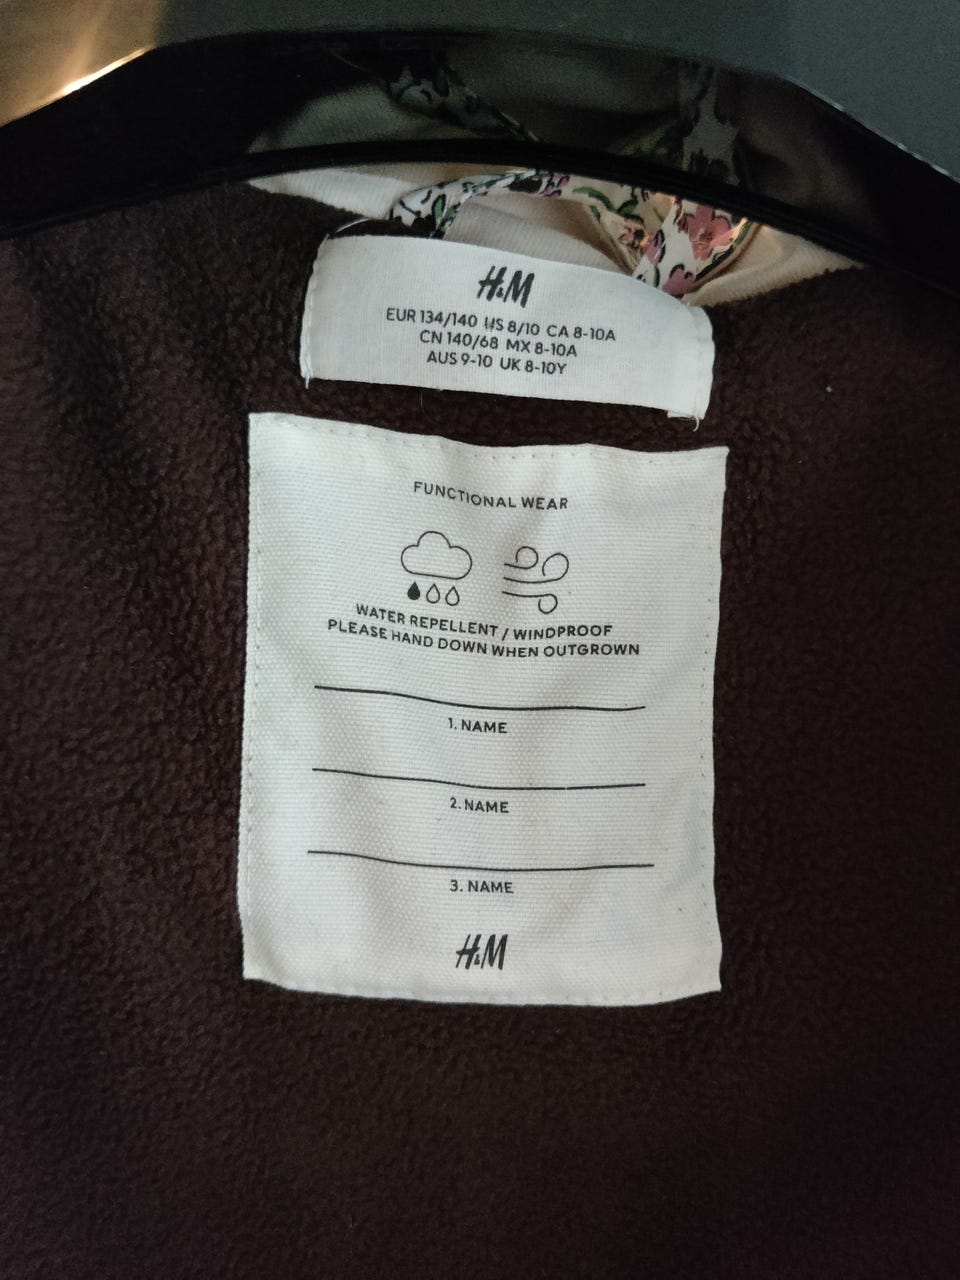 H&M
EUR 134/140 US 8/10 CA 8-10A
CN 140/68 MX 8-10A
AUS 9-10 UK 8-10Y
FUNCTIONAL WEAR
WATER REPELLENT / WINDPROOF
PLEASE HAND DOWN WHEN OUTGROWN
1. NAME
2. NAME
3. NAME
H&M